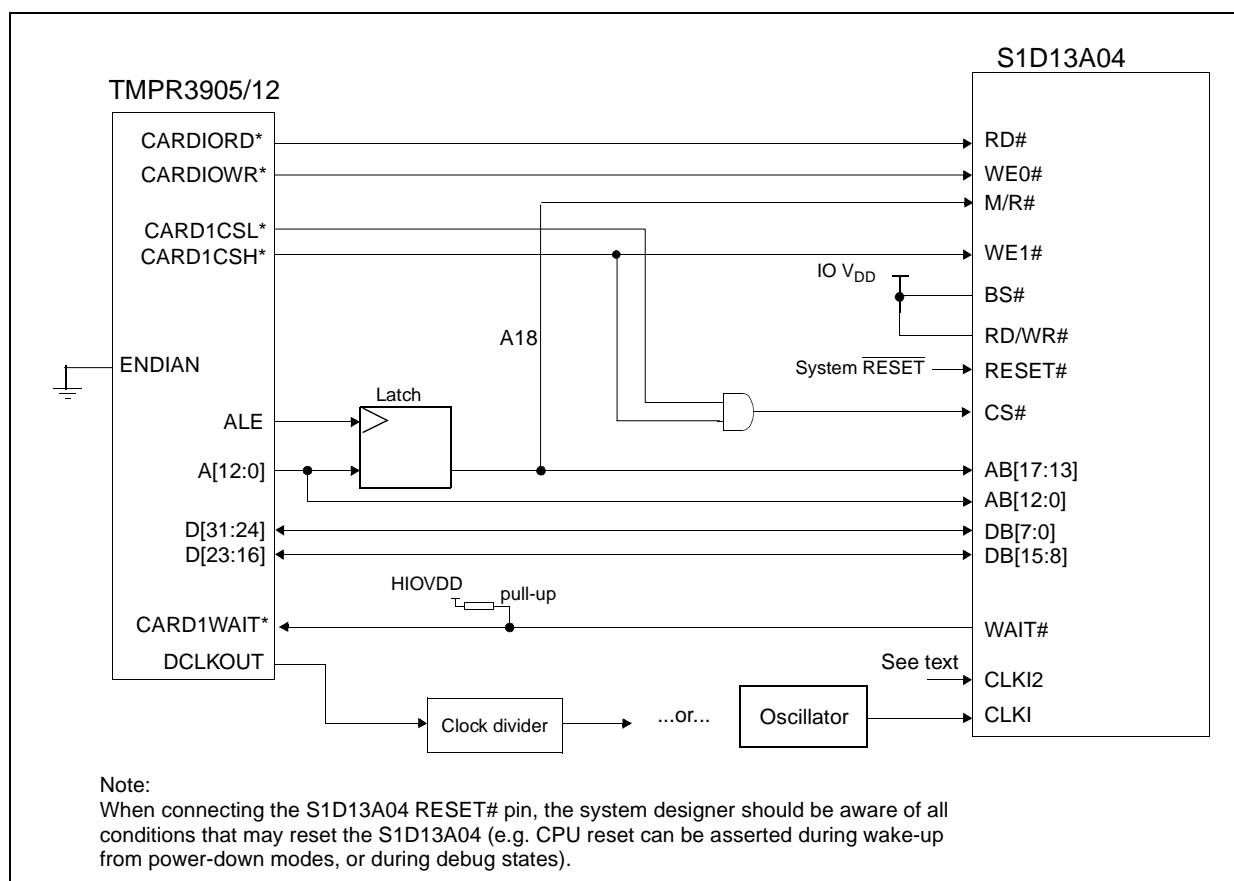 S1D13A04
TMPR3905/12
CARDIORD*
RD#
CARDIOWR*
WE0#
M/R#
CARD1CSL*
CARD1CSH*
WE1#
IO VDD
BS#
A18
RD/WR#
ENDIAN
System RESET
RESET#
Latch
ALE
CS#
A[12:0]
AB[17:13]
AB[12:0]
D[31:24]
DB[7:0]
D[23:16]
DB[15:8]
HIOVDD
pull-up
CARD1WAIT*
WAIT#
DCLKOUT
See text
CLKI2
Clock divider
...or...
Oscillator
CLKI
Note:
When connecting the S1D13A04 RESET# pin, the system designer should be aware of all
conditions that may reset the S1D13A04 (e.g. CPU reset can be asserted during wake-up
from power-down modes, or during debug states).